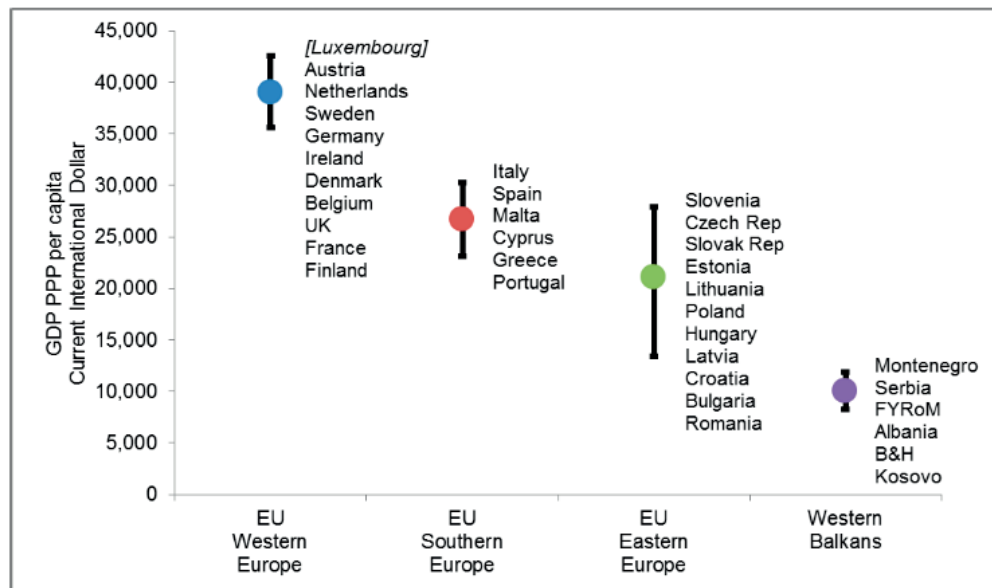 GDP PPP per capita
Current International Dollar
45,000
40,000
35,000
30,000
25,000
20,000
15,000
10,000
5,000
0
[Luxembourg]
Austria
Netherlands
Sweden
Germany
Ireland
Denmark
Belgium
UK
France
Finland
Italy
Spain
Malta
Cyprus
Greece
Portugal
Slovenia
Czech Rep
Slovak Rep
Estonia
Lithuania
Poland
Hungary
Latvia
Croatia
Bulgaria
Romania
Montenegro
Serbia
FYRoM
Albania
B&H
Kosovo
EU
Western
Europe
EU
Southern
Europe
EU
Eastern
Europe
Western
Balkans